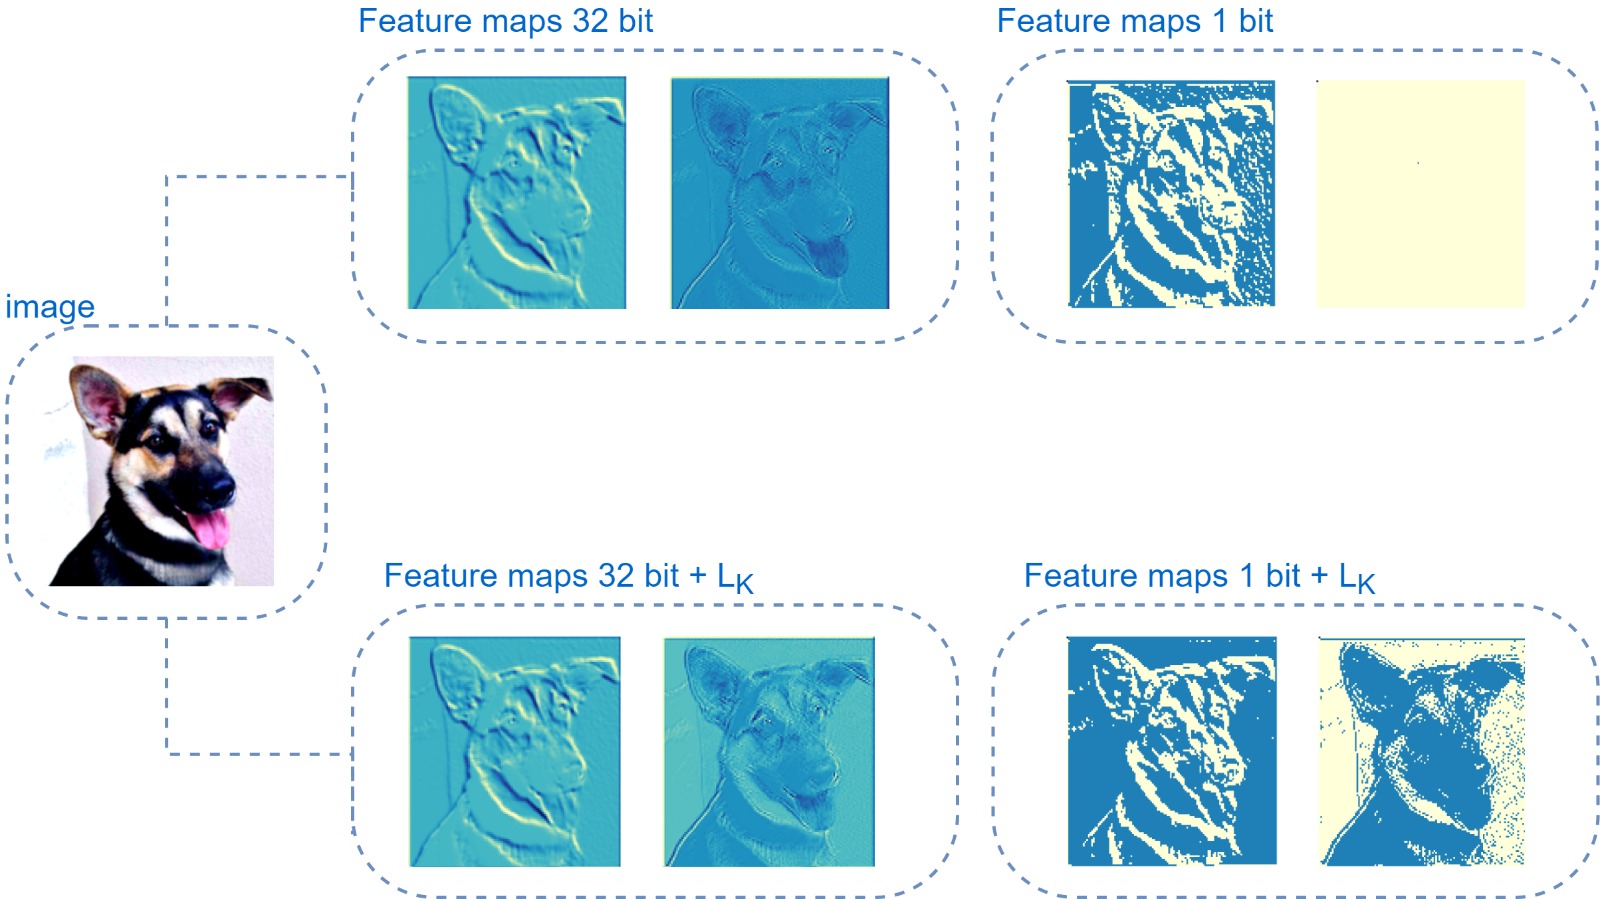 Feature maps 32 bit
Feature maps 1 bit
image
Feature maps 32 bit + L_K
Feature maps 1 bit + L_K